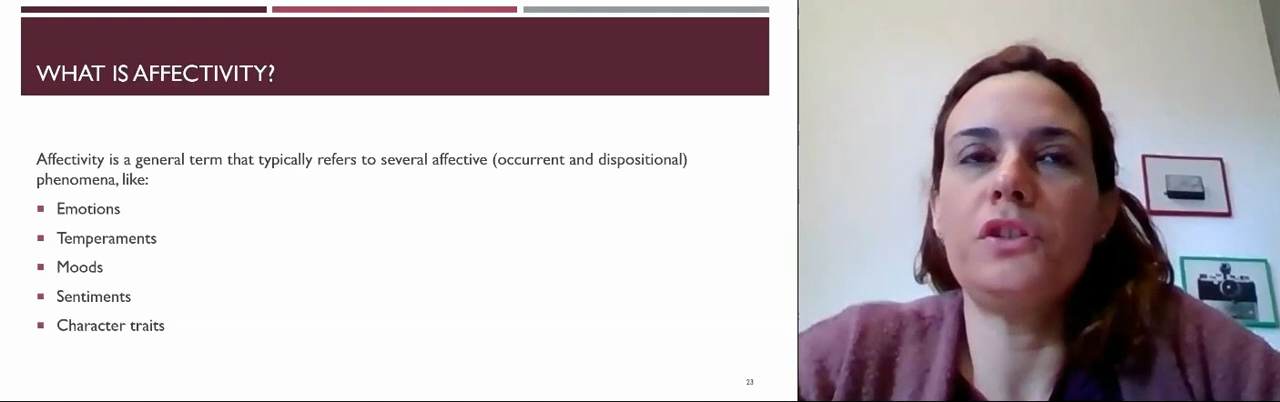 WHAT IS AFFECTIVITY?
Affectivity is a general term that typically refers to several affective (occurrent and dispositional)
phenomena, like:
Emotions
Temperaments
Moods
Sentiments
Character traits
23